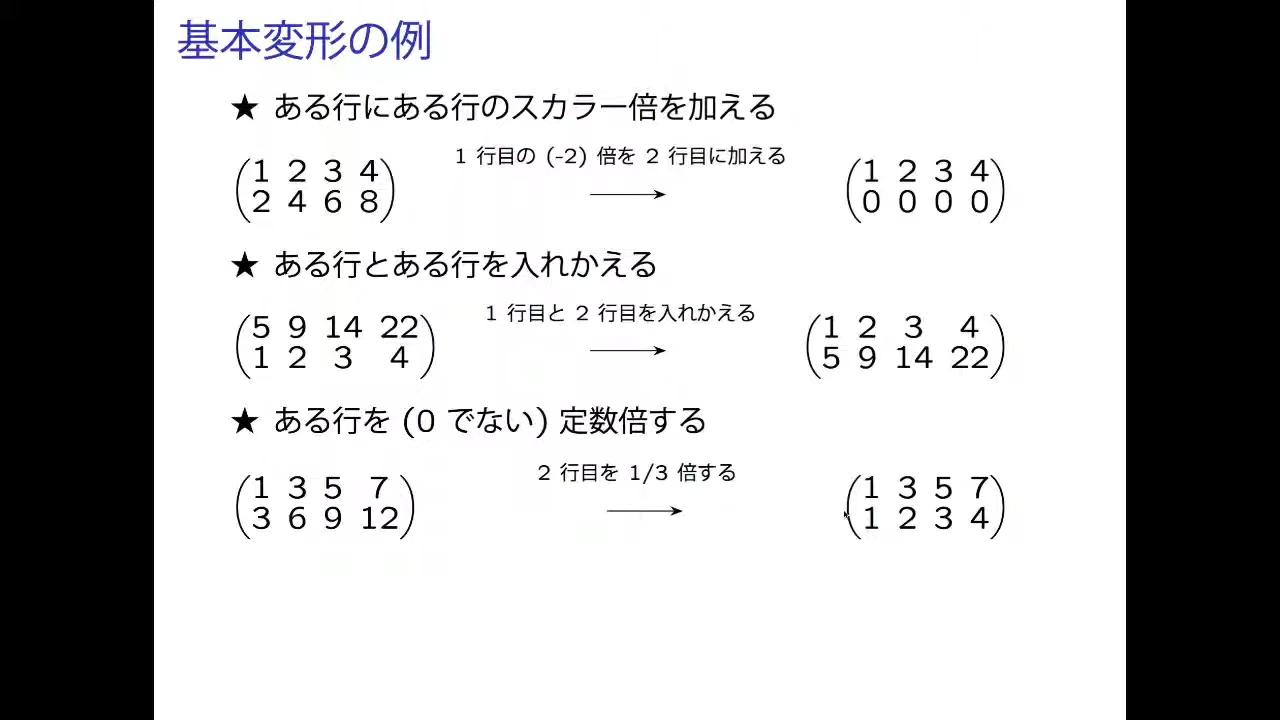 基本変形の例
★ ある行にある行のスカラー倍を加える
1 行目の (-2) 倍を 2 行目に加える
(1 2 3 4
2 4 6 8) → (1 2 3 4
0 0 0 0)
★ ある行とある行を入れかえる
1 行目と 2 行目を入れかえる
(5 9 14 22
1 2 3 4) → (1 2 3 4
5 9 14 22)
★ ある行を (0 でない) 定数倍する
2 行目を 1/3 倍する
(1 3 5 7
3 6 9 12) → (1 3 5 7
1 2 3 4)